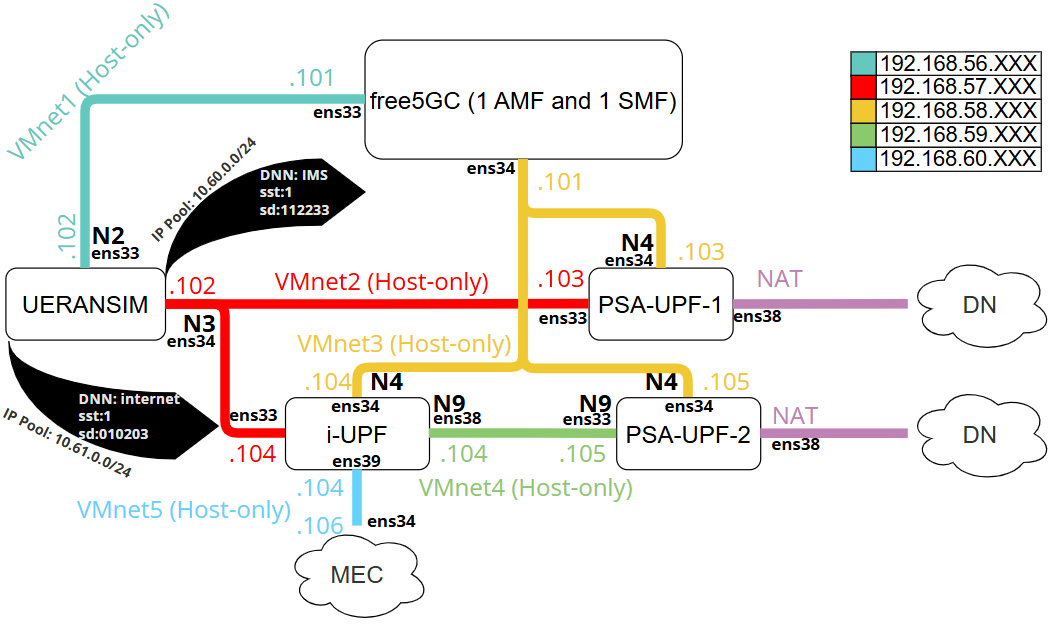 VMnet1 (Host-only)
.101
free5GC (1 AMF and 1 SMF)
ens33
192.168.56.XXX
192.168.57.XXX
192.168.58.XXX
192.168.59.XXX
192.168.60.XXX
IP Pool: 10.60.0.0/24
DNN: IMS
sst:1
sd:112233
ens34
.101
.102
N2
ens33
N4
ens34
.103
UERANSIM
.102
VMnet2 (Host-only)
.103
PSA-UPF-1
NAT
DN
N3
ens34
ens33
ens38
VMnet3 (Host-only)
.104
N4
N4
.105
DNN: internet
sst:1
sd:010203
IP Pool: 10.61.0.0/24
ens33
ens34
i-UPF
ens39
N9
ens38
N9
ens33
ens34
PSA-UPF-2
NAT
ens38
DN
.104
.104
.105
VMnet4 (Host-only)
.104
VMnet5 (Host-only)
.106
ens34
MEC